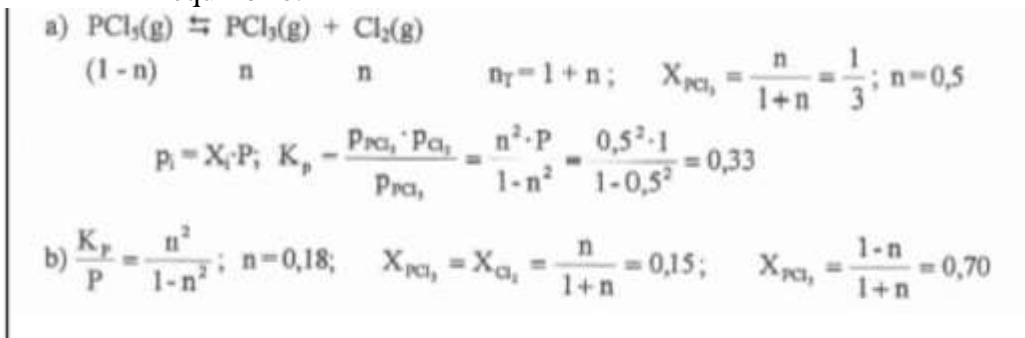 a) PCl₅(g) ⇆ PCl₃(g) + Cl₂(g)
(1 - n) n n n_T = 1 + n ; X_PCl₃ = n/(1+n) = 1/3 ; n = 0,5
p_i = X_i·P; K_p = (p_PCl₃ · p_Cl₂)/p_PCl₅ = n²·P/(1 - n²) = 0,5²·1/(1 - 0,5²) = 0,33
b) K_P/P = n²/(1 - n²) ; n = 0,18; X_PCl₃ = X_Cl₂ = n/(1+n) = 0,15 ; X_PCl₅ = (1 - n)/(1+n) = 0,70